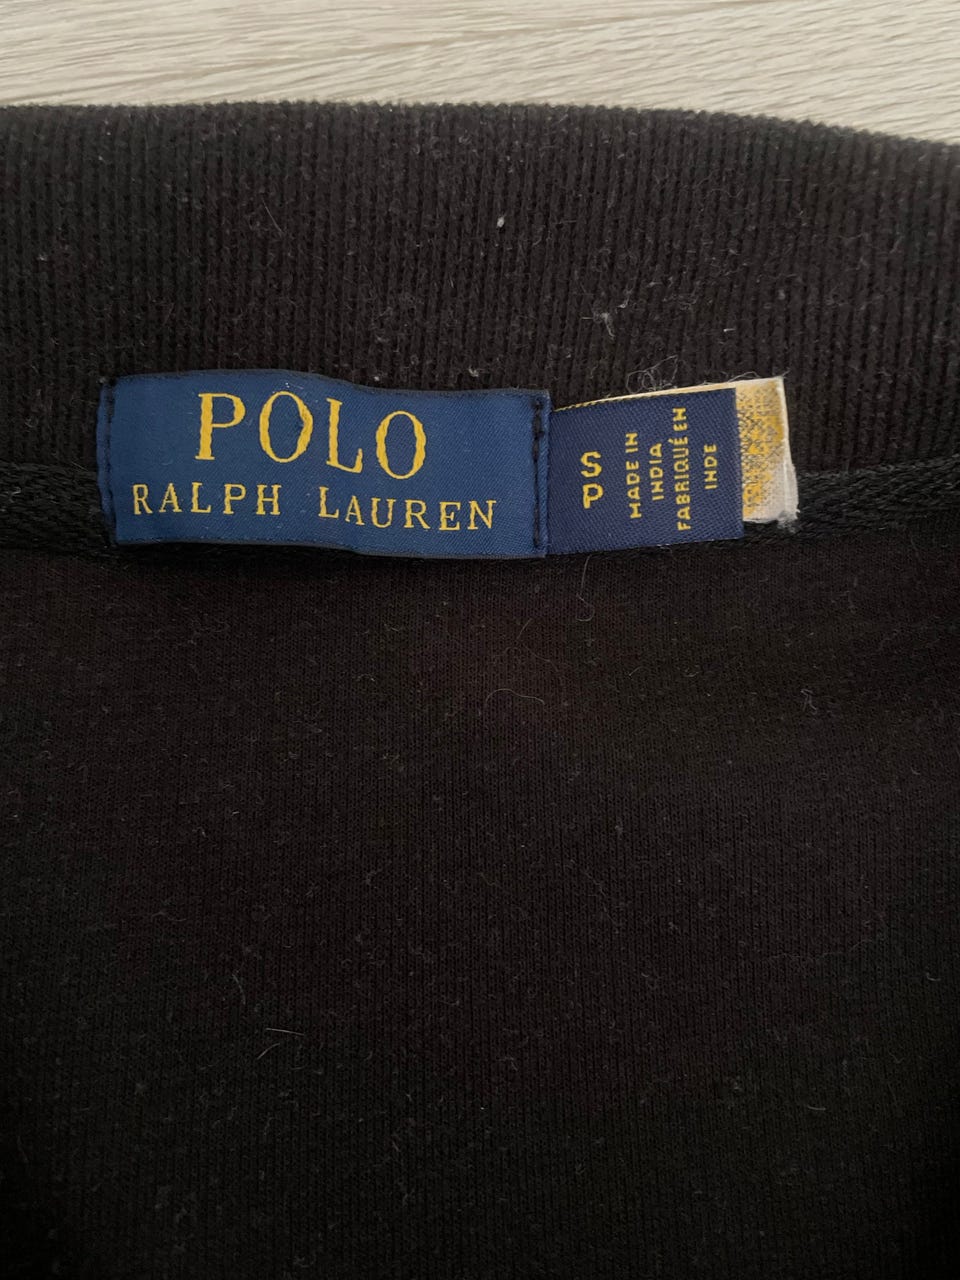 POLO
RALPH LAUREN
S
P
MADE IN
INDIA
FABRIQUÉ EN
INDE